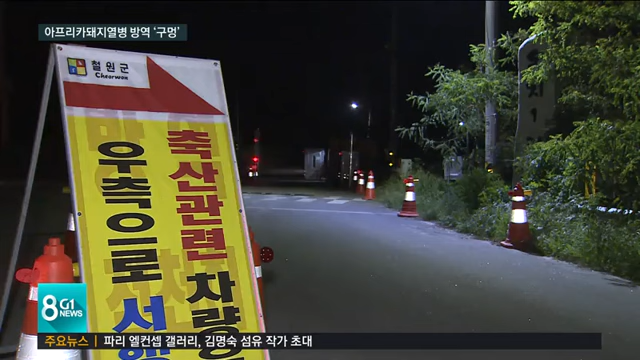 아프리카돼지열병 방역 '구멍'
철원군
Cheorwon
축산관련 차량은
우측으로 서행
8 G1 NEWS
주요뉴스 파리 엘컨셉 갤러리, 김명숙 섬유 작가 초대